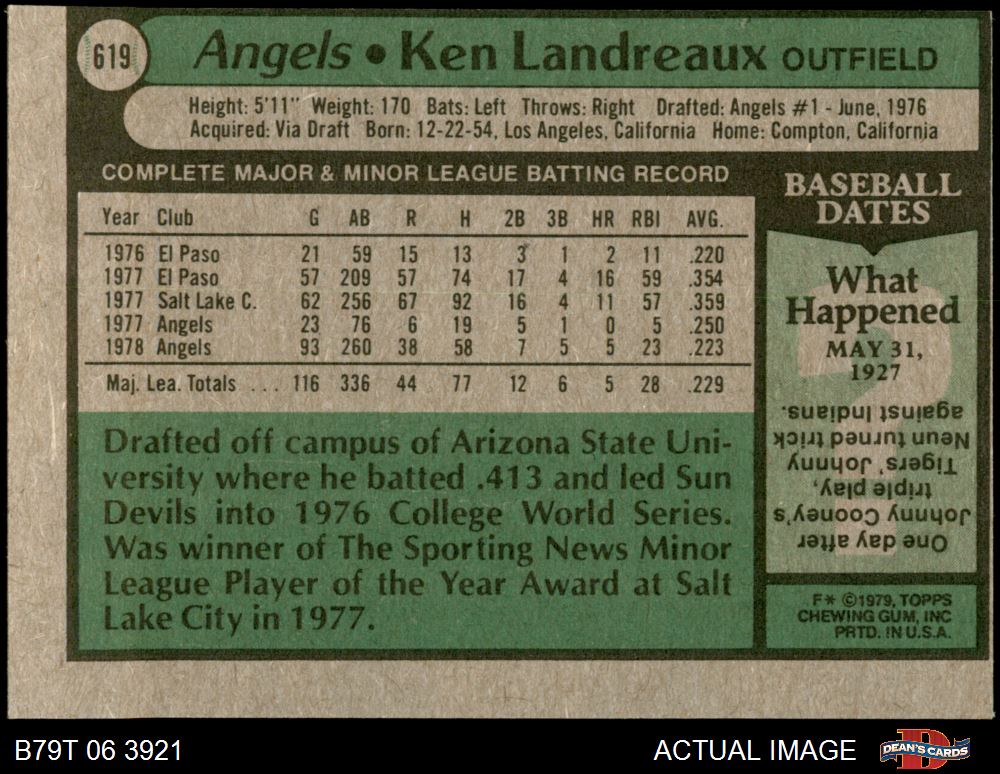 619
Angels • Ken Landreaux OUTFIELD
Height: 5'11" Weight: 170 Bats: Left Throws: Right Drafted: Angels #1 - June, 1976
Acquired: Via Draft Born: 12-22-54, Los Angeles, California Home: Compton, California
COMPLETE MAJOR & MINOR LEAGUE BATTING RECORD
Year Club G AB R H 2B 3B HR RBI AVG.
1976 El Paso 21 59 15 13 3 1 2 11 .220
1977 El Paso 57 209 57 74 17 4 16 59 .354
1977 Salt Lake C. 62 256 67 92 16 4 11 57 .359
1977 Angels 23 76 6 19 5 1 0 5 .250
1978 Angels 93 260 38 58 7 5 5 23 .223
Maj. Lea. Totals ... 116 336 44 77 12 6 5 28 .229
Drafted off campus of Arizona State Uni-
versity where he batted .413 and led Sun
Devils into 1976 College World Series.
Was winner of The Sporting News Minor
League Player of the Year Award at Salt
Lake City in 1977.
BASEBALL
DATES
What
Happened
MAY 31,
1927
?
One day after
Johnny Cooney's
triple play,
Tigers' Johnny
Neun turned trick
against Indians.
F* ©1979, TOPPS
CHEWING GUM, INC
PRTD. IN U.S.A.
B79T 06 3921
ACTUAL IMAGE
D
DEAN'S CARDS